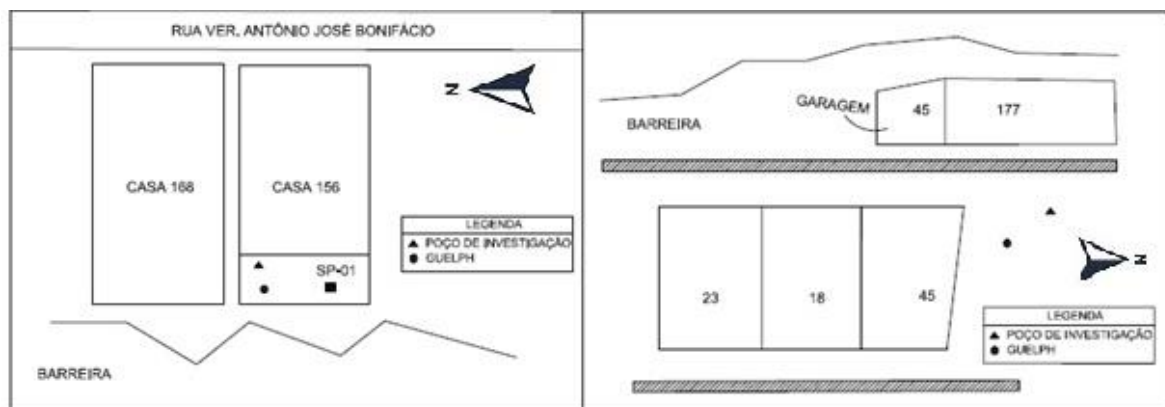 RUA VER. ANTÔNIO JOSÉ BONIFÁCIO
N
CASA 168
CASA 156
LEGENDA
▲ POÇO DE INVESTIGAÇÃO
● GUELPH
SP-01
BARREIRA
GARAGEM
45
177
BARREIRA
N
23
18
45
LEGENDA
▲ POÇO DE INVESTIGAÇÃO
● GUELPH